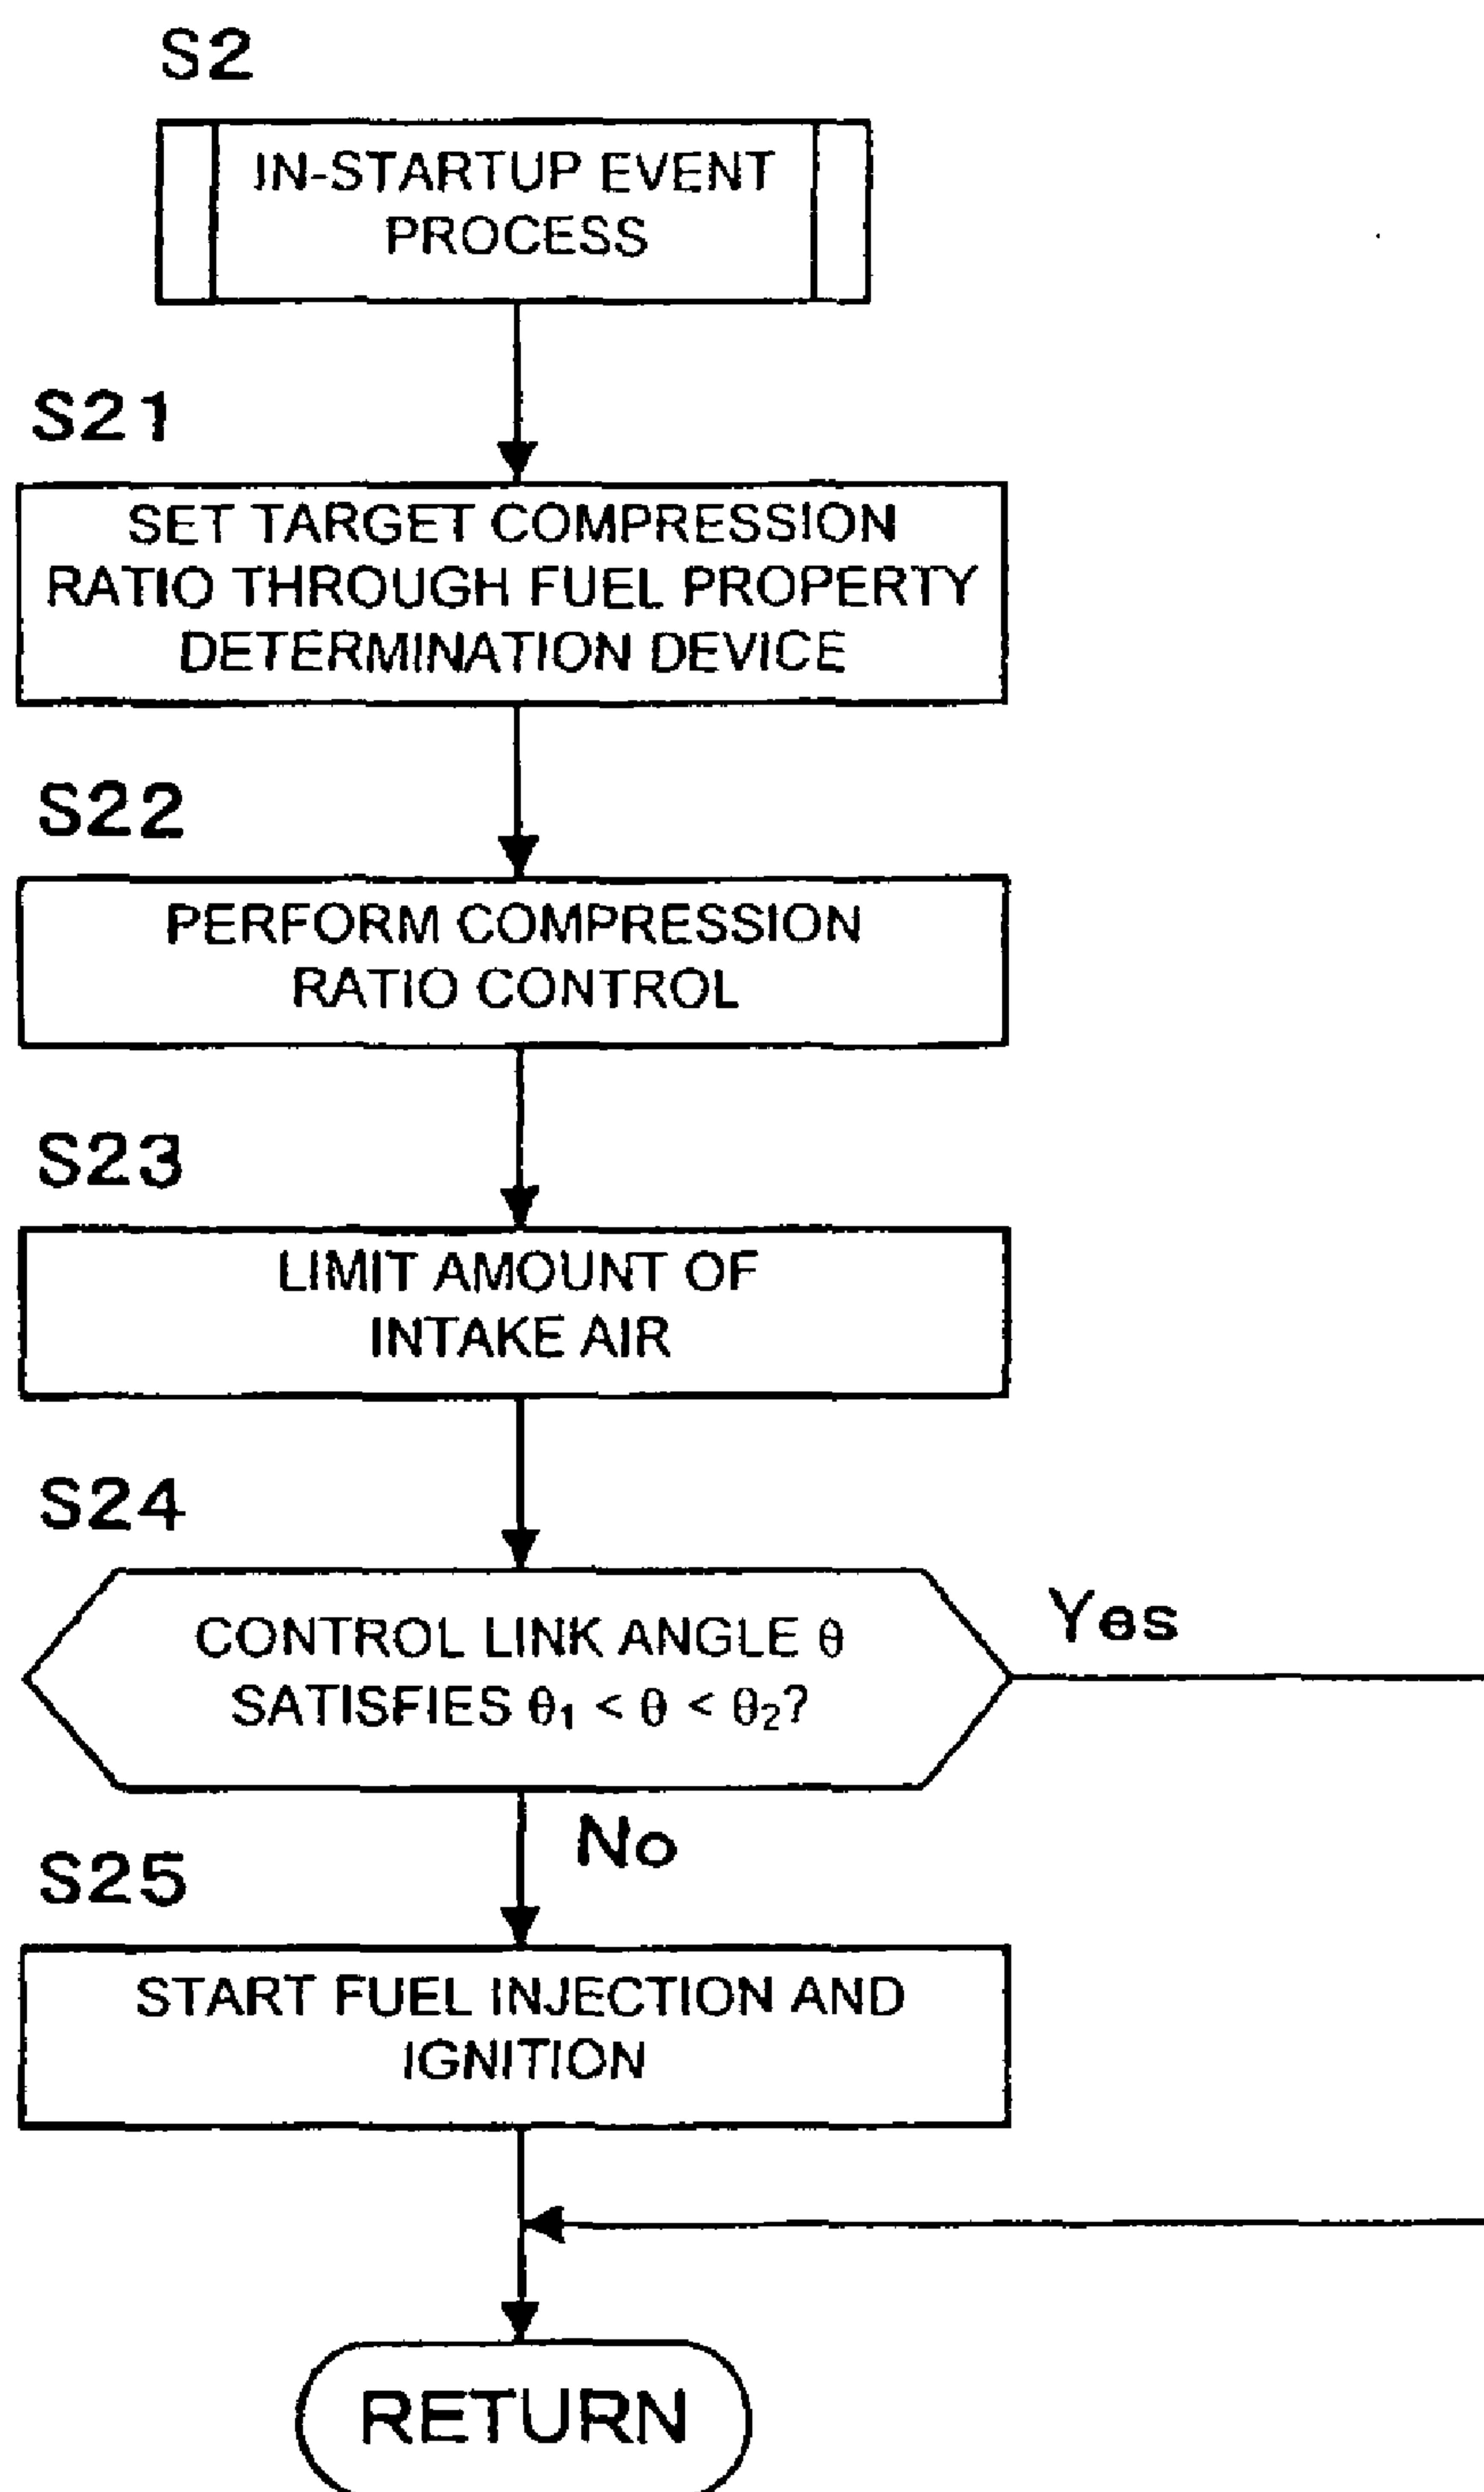 S2
IN-STARTUP EVENT
PROCESS
S21
SET TARGET COMPRESSION
RATIO THROUGH FUEL PROPERTY
DETERMINATION DEVICE
S22
PERFORM COMPRESSION
RATIO CONTROL
S23
LIMIT AMOUNT OF
INTAKE AIR
S24
CONTROL LINK ANGLE θ
SATISFIES θ₁ < θ < θ₂?
Yes
No
S25
START FUEL INJECTION AND
IGNITION
RETURN